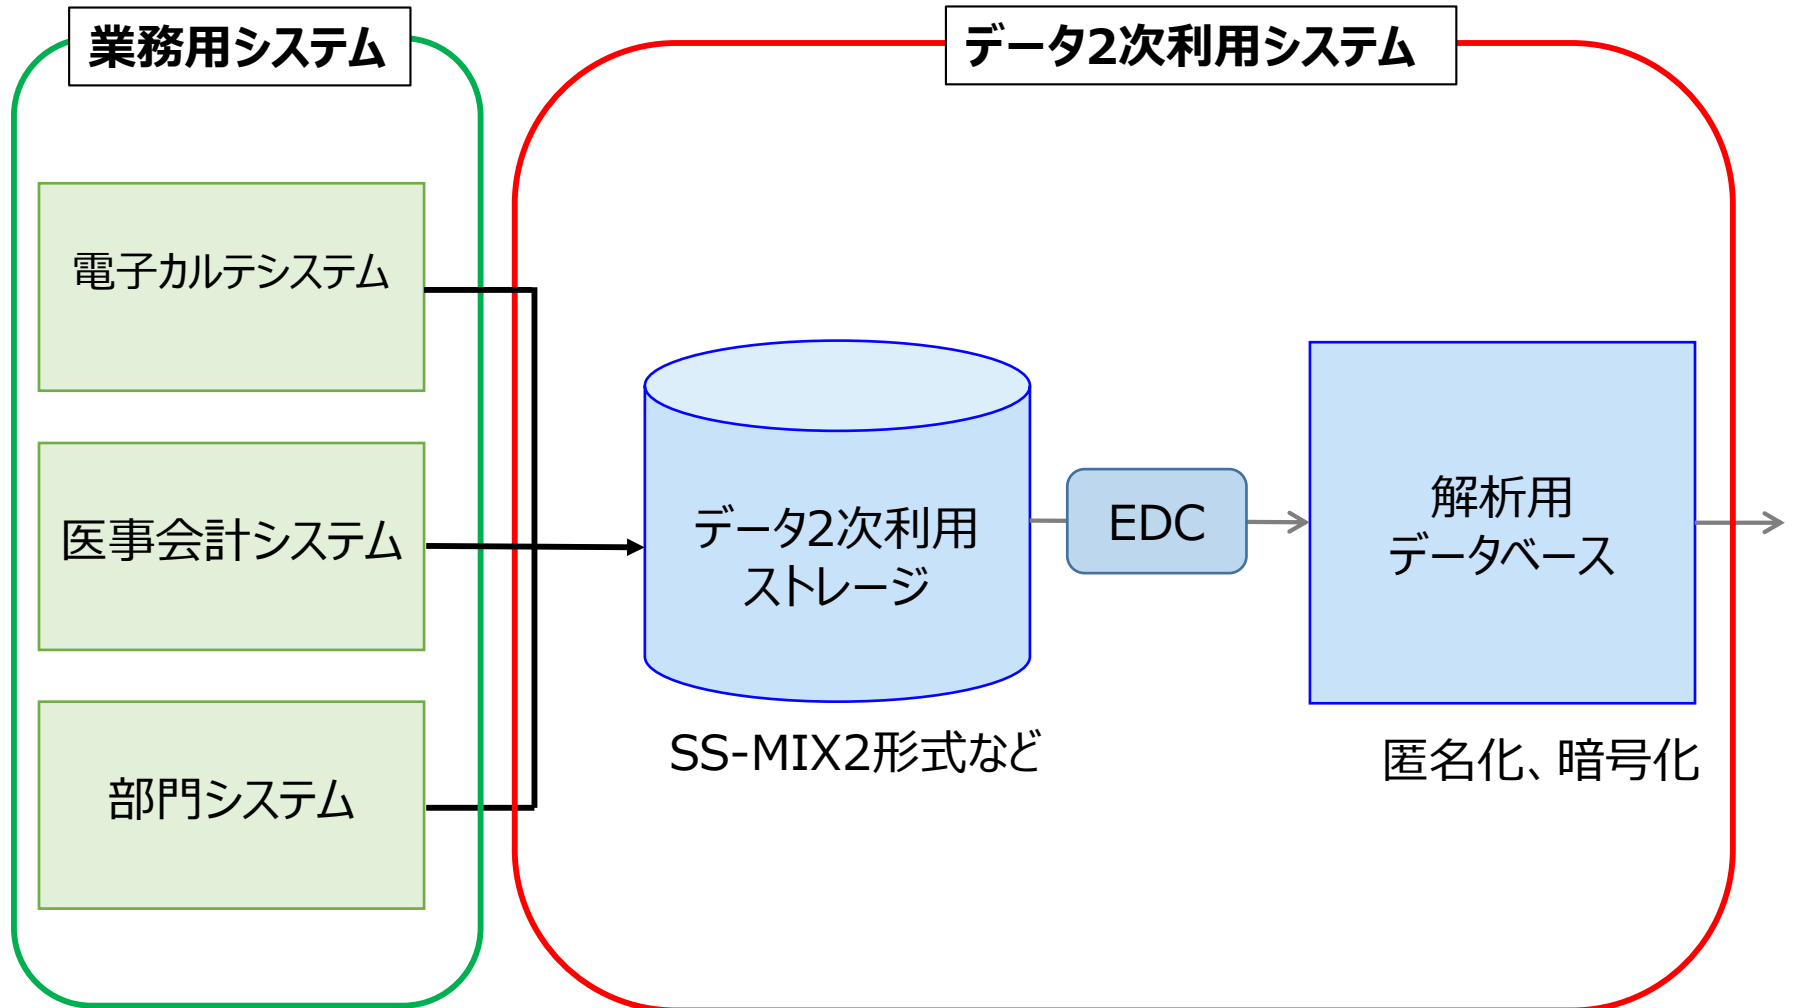 業務用システム
データ2次利用システム
電子カルテシステム
医事会計システム
部門システム
データ2次利用
ストレージ
SS-MIX2形式など
EDC
解析用
データベース
匿名化、暗号化